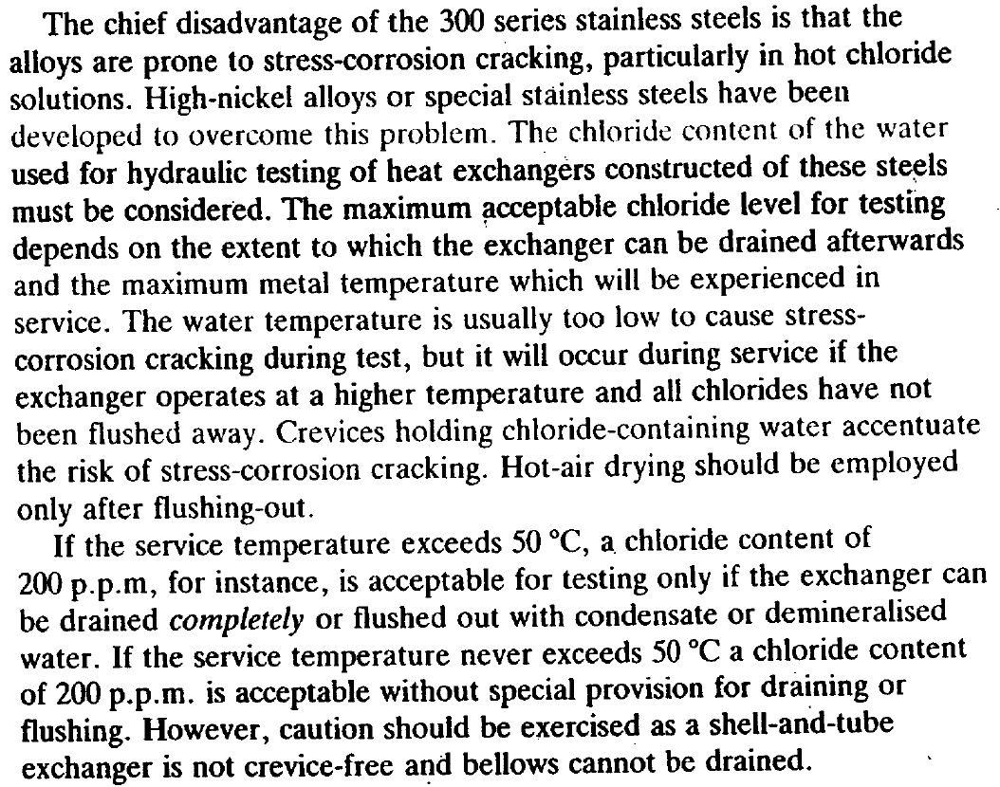 The chief disadvantage of the 300 series stainless steels is that the
alloys are prone to stress-corrosion cracking, particularly in hot chloride
solutions. High-nickel alloys or special stainless steels have been
developed to overcome this problem. The chloride content of the water
used for hydraulic testing of heat exchangers constructed of these steels
must be considered. The maximum acceptable chloride level for testing
depends on the extent to which the exchanger can be drained afterwards
and the maximum metal temperature which will be experienced in
service. The water temperature is usually too low to cause stress-
corrosion cracking during test, but it will occur during service if the
exchanger operates at a higher temperature and all chlorides have not
been flushed away. Crevices holding chloride-containing water accentuate
the risk of stress-corrosion cracking. Hot-air drying should be employed
only after flushing-out.
If the service temperature exceeds 50 °C, a chloride content of
200 p.p.m, for instance, is acceptable for testing only if the exchanger can
be drained completely or flushed out with condensate or demineralised
water. If the service temperature never exceeds 50 °C a chloride content
of 200 p.p.m. is acceptable without special provision for draining or
flushing. However, caution should be exercised as a shell-and-tube
exchanger is not crevice-free and bellows cannot be drained.